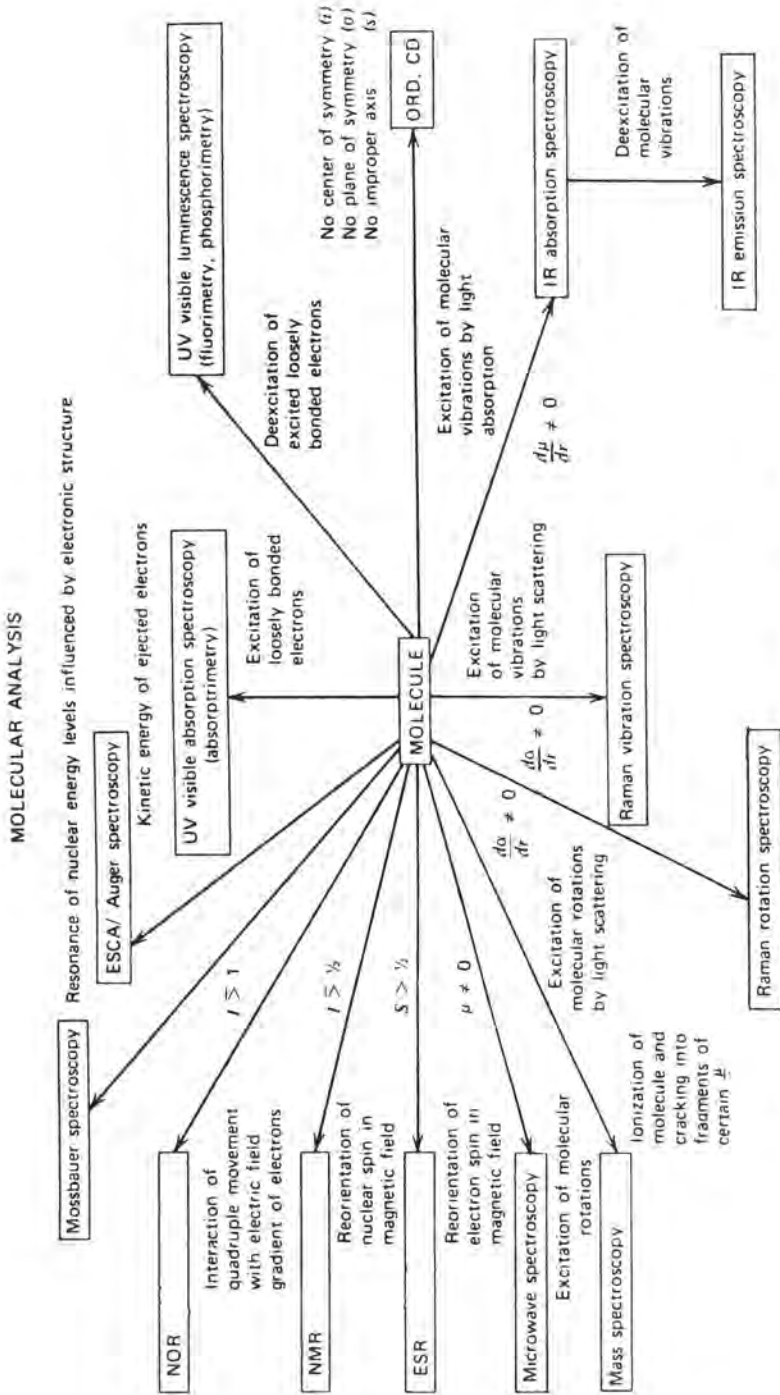 MOLECULAR ANALYSIS
Mossbauer spectroscopy
Resonance of nuclear energy levels influenced by electronic structure
ESCA/ Auger spectroscopy
Kinetic energy of ejected electrons
UV visible absorption spectroscopy
(absorptrimetry)
Excitation of
loosely bonded
electrons
UV visible luminescence spectroscopy
(fluorimetry, phosphorimetry)
Deexcitation of
excited loosely
bonded electrons
No center of symmetry (i)
No plane of symmetry (σ)
No improper axis (s)
ORD. CD
MOLECULE
NOR
I ≥ 1
Interaction of
quadruple movement
with electric field
gradient of electrons
NMR
I ≥ ½
Reorientation of
nuclear spin in
magnetic field
ESR
S > ½
Reorientation of
electron spin in
magnetic field
Microwave spectroscopy
μ ≠ 0
Excitation of molecular
rotations
Mass spectroscopy
Ionization of
molecule and
cracking into
fragments of
certain μ
dα/dr ≠ 0
Excitation of
molecular rotations
by light scattering
Raman rotation spectroscopy
Excitation
of molecular
vibrations
by light scattering
dα/dr ≠ 0
Raman vibration spectroscopy
Excitation of molecular
vibrations by light
absorption
dμ/dr ≠ 0
IR absorption spectroscopy
Deexcitation of
molecular
vibrations
IR emission spectroscopy